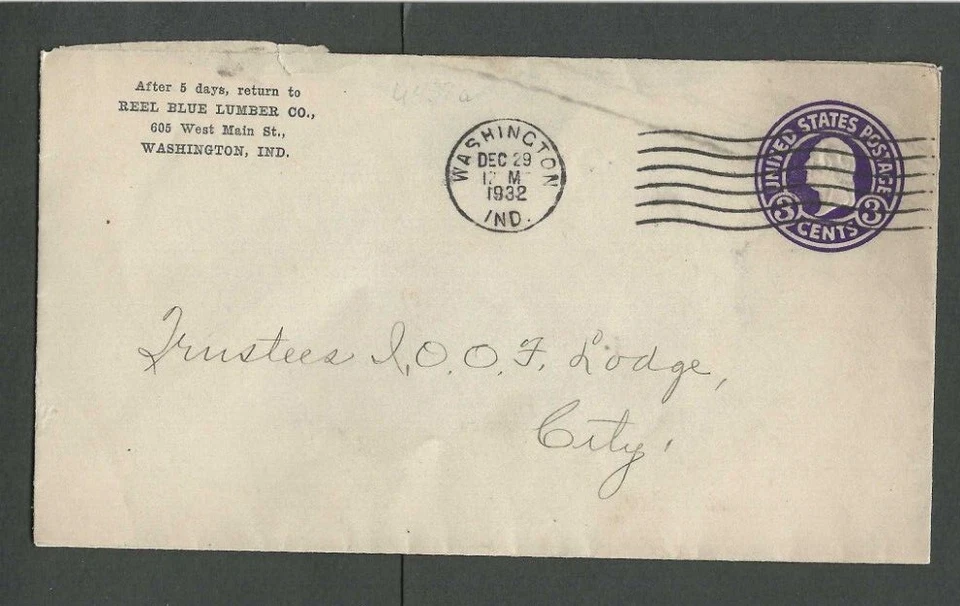 After 5 days, return to
REEL BLUE LUMBER CO.,
605 West Main St.,
WASHINGTON, IND.
WASHINGTON
DEC 29
M
1932
IND.
UNITED STATES POSTAGE
3 3
CENTS
Trustees I.O.O.F. Lodge,
City.